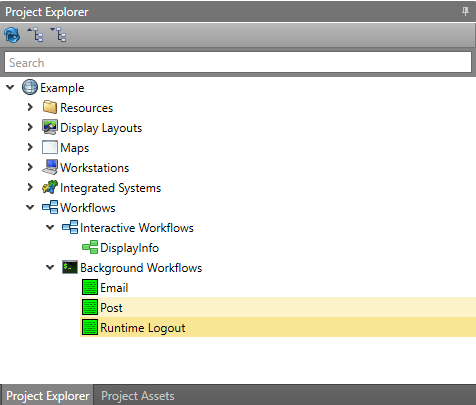 Project Explorer
Search
Example
Resources
Display Layouts
Maps
Workstations
Integrated Systems
Workflows
Interactive Workflows
DisplayInfo
Background Workflows
Email
Post
Runtime Logout
Project Explorer Project Assets